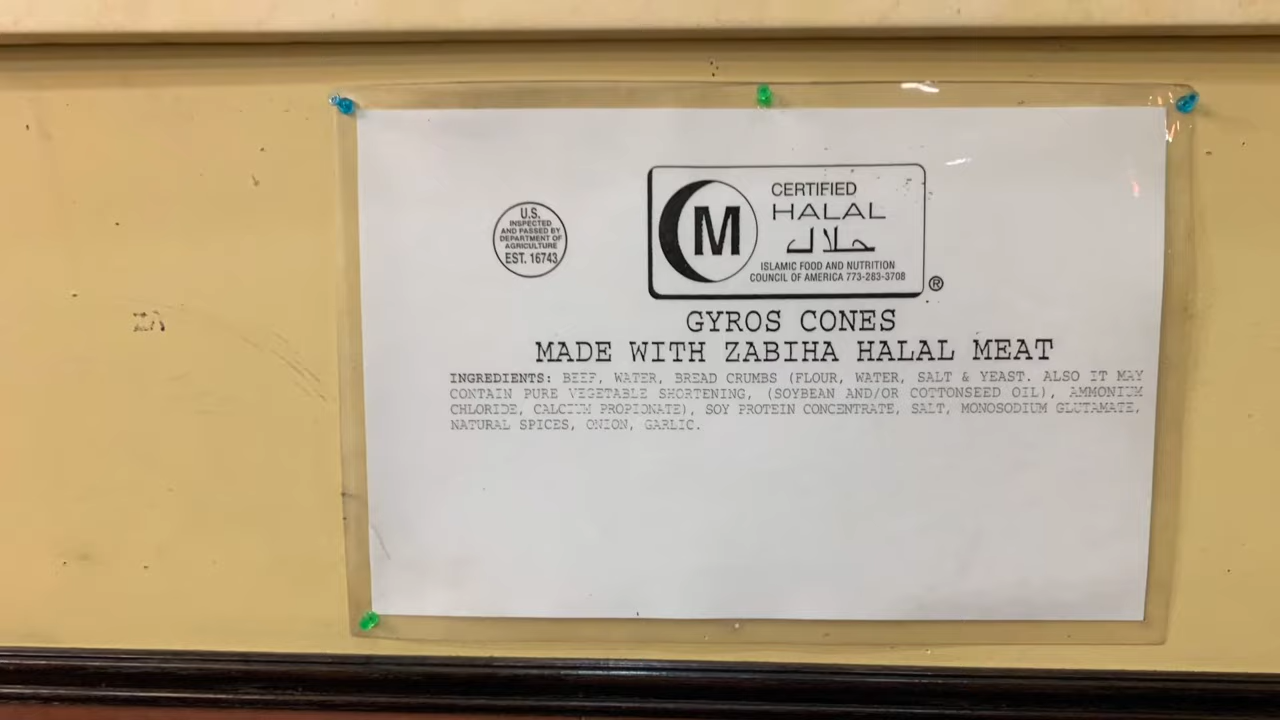 U.S.
INSPECTED
AND PASSED BY
DEPARTMENT OF
AGRICULTURE
EST. 16743
M
CERTIFIED
HALAL
حلال
ISLAMIC FOOD AND NUTRITION
COUNCIL OF AMERICA 773-283-3708
®
GYROS CONES
MADE WITH ZABIHA HALAL MEAT
INGREDIENTS: BEEF, WATER, BREAD CRUMBS (FLOUR, WATER, SALT & YEAST. ALSO IT MAY
CONTAIN PURE VEGETABLE SHORTENING, (SOYBEAN AND/OR COTTONSEED OIL), AMMONIUM
CHLORIDE, CALCIUM PROPIONATE), SOY PROTEIN CONCENTRATE, SALT, MONOSODIUM GLUTAMATE,
NATURAL SPICES, ONION, GARLIC.